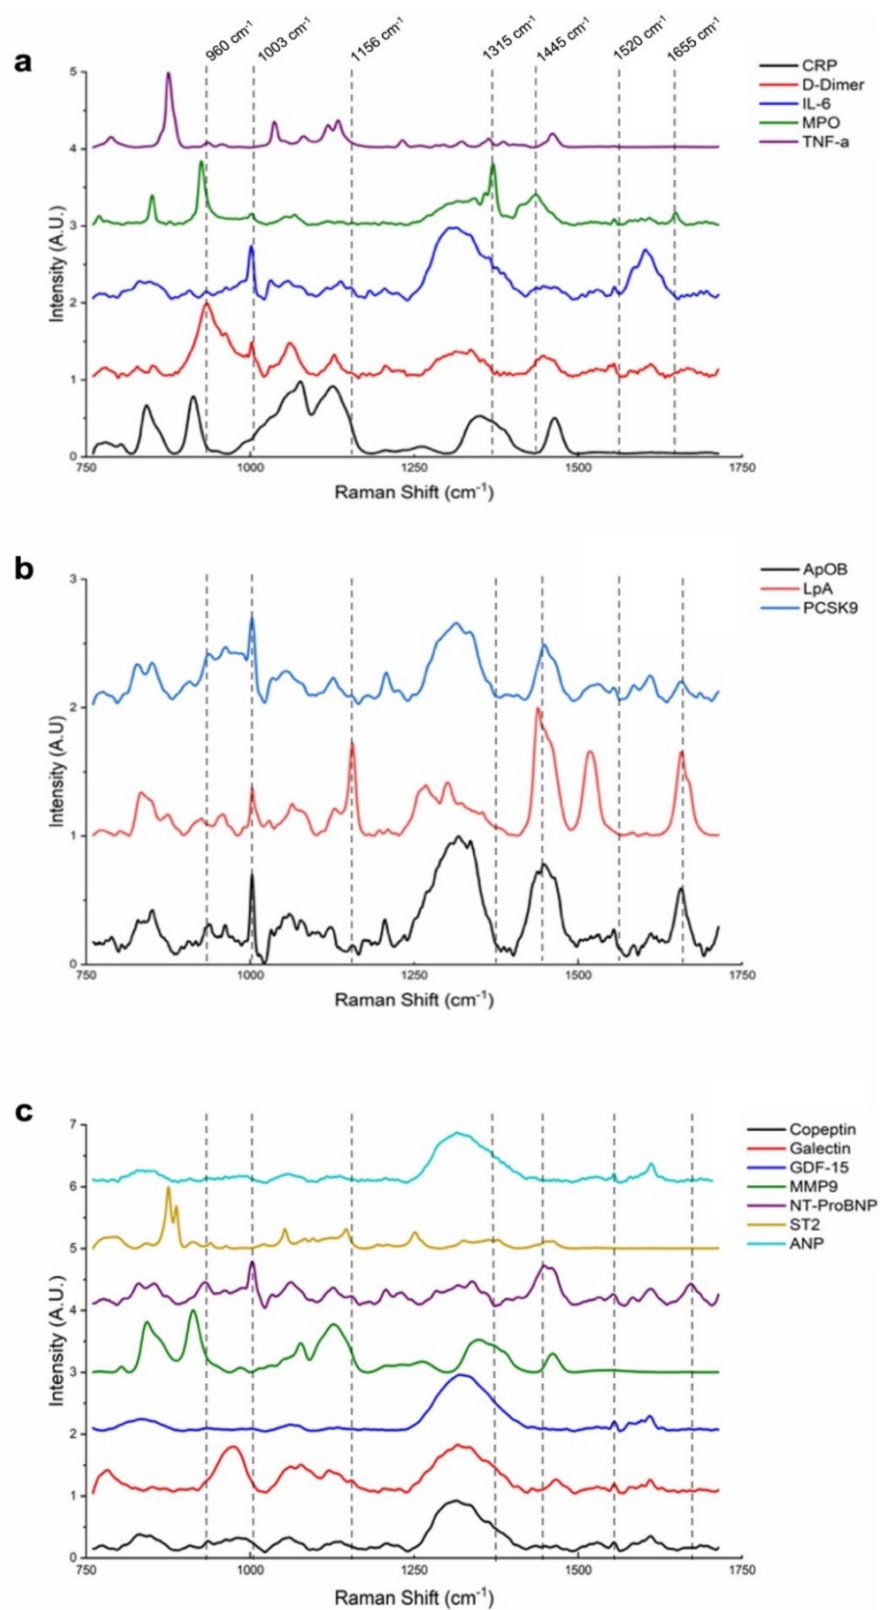 960 cm⁻¹
1003 cm⁻¹
1156 cm⁻¹
1315 cm⁻¹
1445 cm⁻¹
1520 cm⁻¹
1655 cm⁻¹
a
5
4
3
2
1
0
Intensity (A.U.)
CRP
D-Dimer
IL-6
MPO
TNF-a
750
1000
1250
1500
1750
Raman Shift (cm⁻¹)
b
3
2
1
0
Intensity (A.U)
ApOB
LpA
PCSK9
750
1000
1250
1500
1750
Raman Shift (cm⁻¹)
c
7
6
5
4
3
2
1
0
Intensity (A.U.)
Copeptin
Galectin
GDF-15
MMP9
NT-ProBNP
ST2
ANP
750
1000
1250
1500
1750
Raman Shift (cm⁻¹)